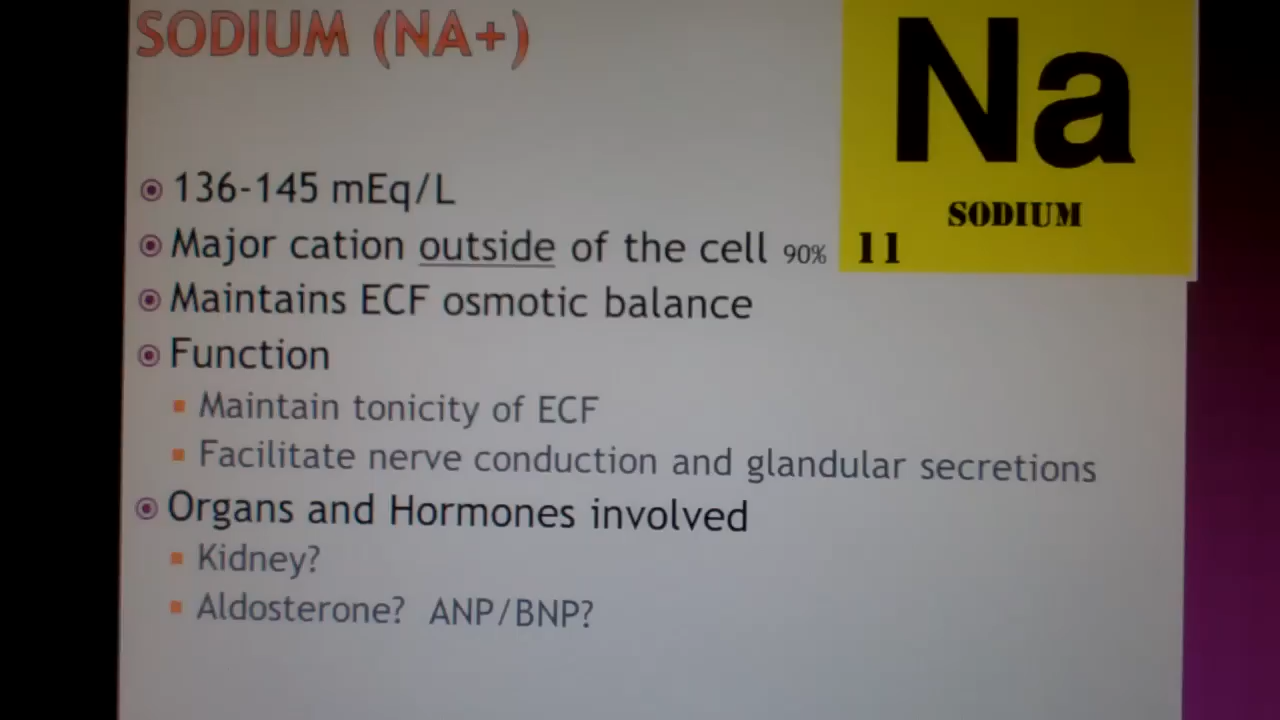 SODIUM (NA+)
Na
SODIUM
11
136-145 mEq/L
Major cation outside of the cell 90%
Maintains ECF osmotic balance
Function
Maintain tonicity of ECF
Facilitate nerve conduction and glandular secretions
Organs and Hormones involved
Kidney?
Aldosterone? ANP/BNP?